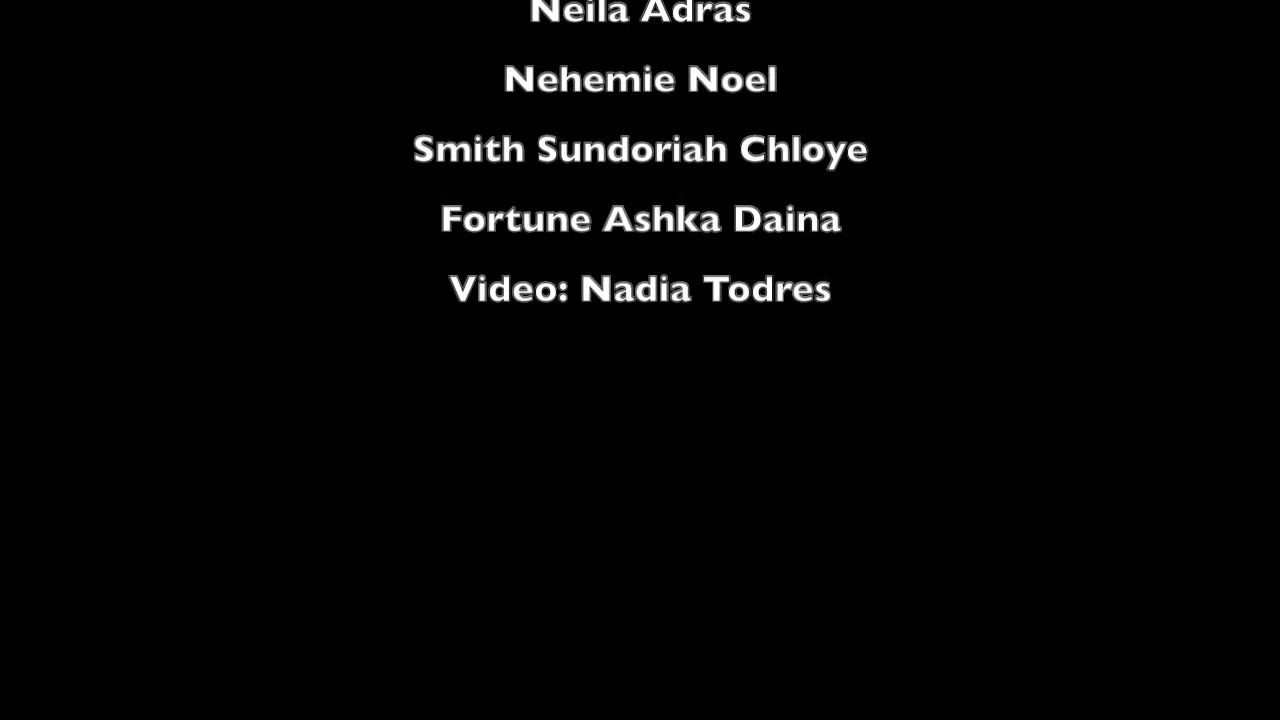 Neila Adras
Nehemie Noel
Smith Sundoriah Chloye
Fortune Ashka Daina
Video: Nadia Todres